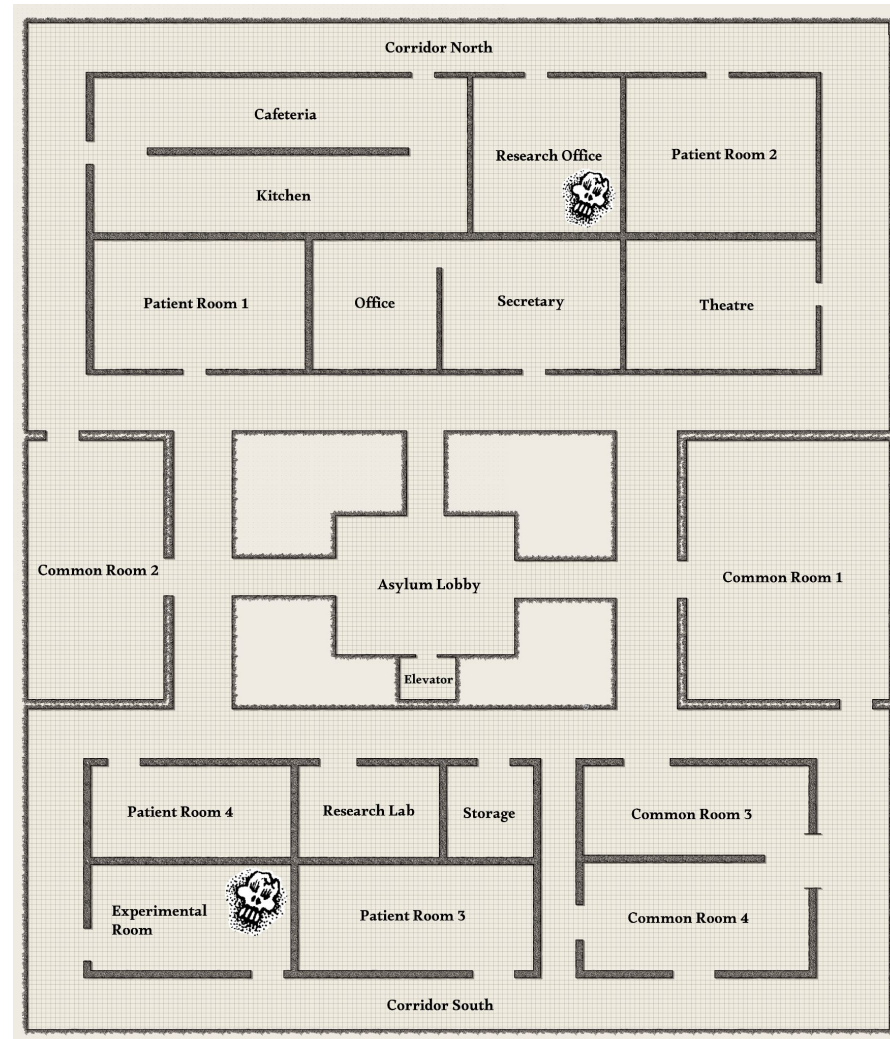 Corridor North
Cafeteria
Research Office
Patient Room 2
Kitchen
Patient Room 1
Office
Secretary
Theatre
Common Room 2
Asylum Lobby
Common Room 1
Elevator
Patient Room 4
Research Lab
Storage
Common Room 3
Experimental
Room
Patient Room 3
Common Room 4
Corridor South